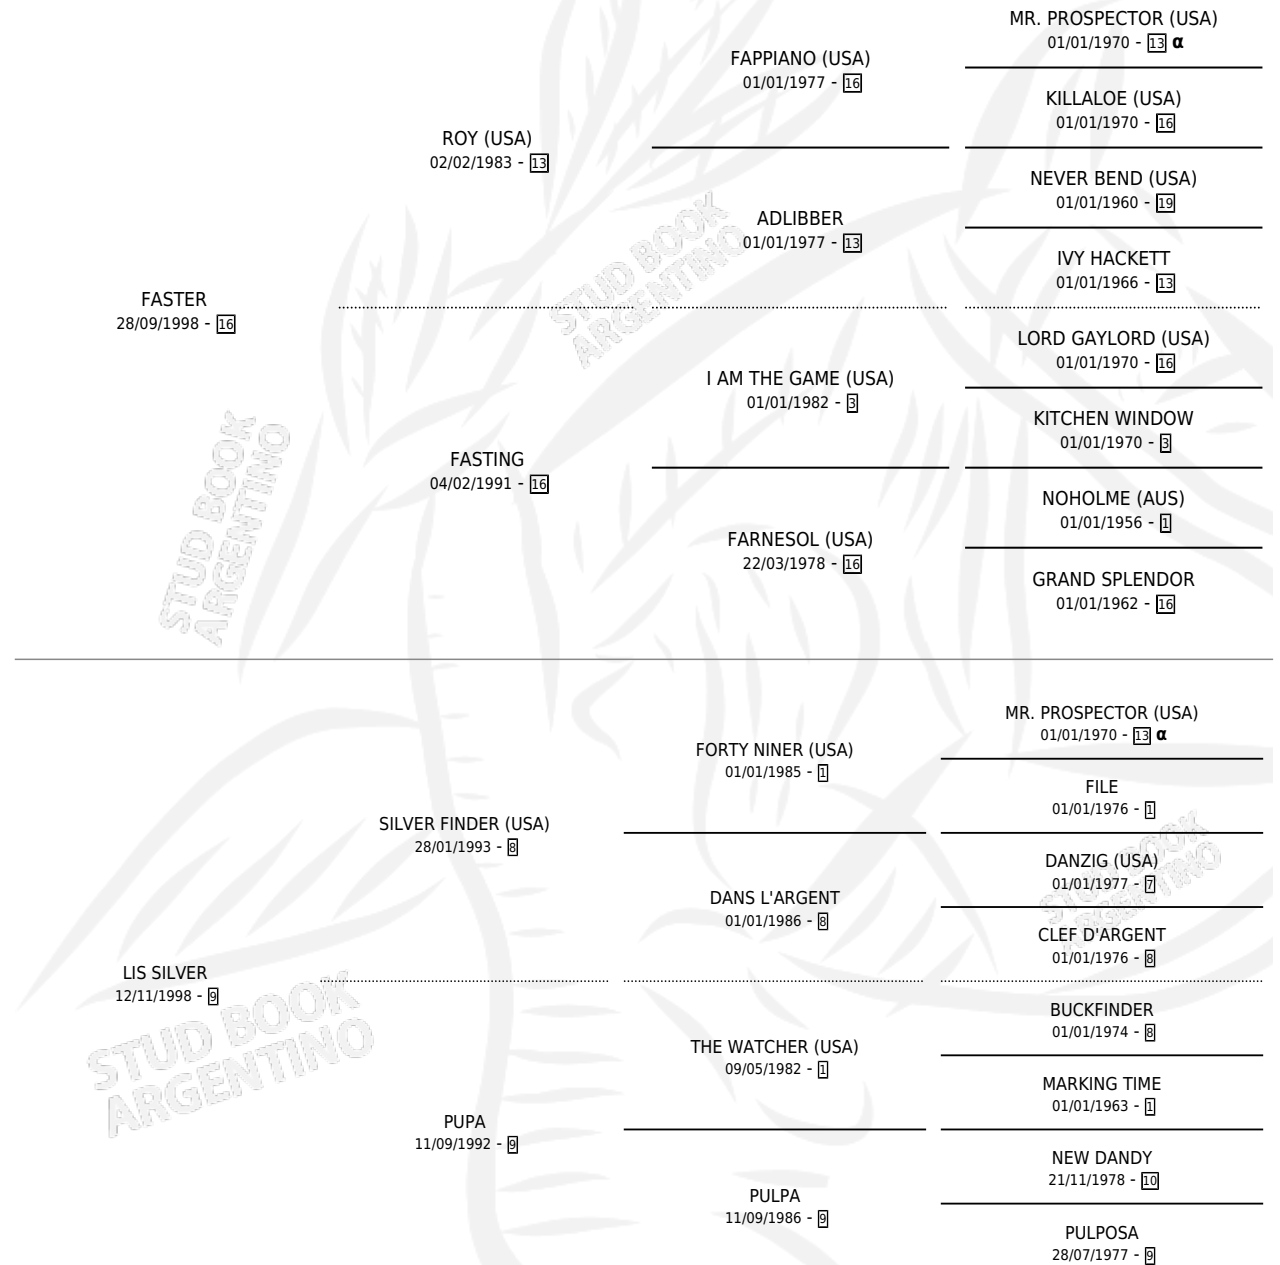 MR. PROSPECTOR (USA)
01/01/1970 - 13 α
FAPPIANO (USA)
01/01/1977 - 16
KILLALOE (USA)
01/01/1970 - 16
ROY (USA)
02/02/1983 - 13
NEVER BEND (USA)
01/01/1960 - 19
ADLIBBER
01/01/1977 - 13
IVY HACKETT
01/01/1966 - 13
FASTER
28/09/1998 - 16
LORD GAYLORD (USA)
01/01/1970 - 16
I AM THE GAME (USA)
01/01/1982 - 3
KITCHEN WINDOW
01/01/1970 - 3
FASTING
04/02/1991 - 16
NOHOLME (AUS)
01/01/1956 - 1
FARNESOL (USA)
22/03/1978 - 16
GRAND SPLENDOR
01/01/1962 - 16
MR. PROSPECTOR (USA)
01/01/1970 - 13 α
FORTY NINER (USA)
01/01/1985 - 1
FILE
01/01/1976 - 1
SILVER FINDER (USA)
28/01/1993 - 8
DANZIG (USA)
01/01/1977 - 7
DANS L'ARGENT
01/01/1986 - 8
CLEF D'ARGENT
01/01/1976 - 8
LIS SILVER
12/11/1998 - 9
BUCKFINDER
01/01/1974 - 8
THE WATCHER (USA)
09/05/1982 - 1
MARKING TIME
01/01/1963 - 1
PUPA
11/09/1992 - 9
NEW DANDY
21/11/1978 - 10
PULPA
11/09/1986 - 9
PULPOSA
28/07/1977 - 9
STUD BOOK
ARGENTINO
STUD BOOK
ARGENTINO
STUD BOOK
ARGENTINO
STUD BOOK
ARGENTINO